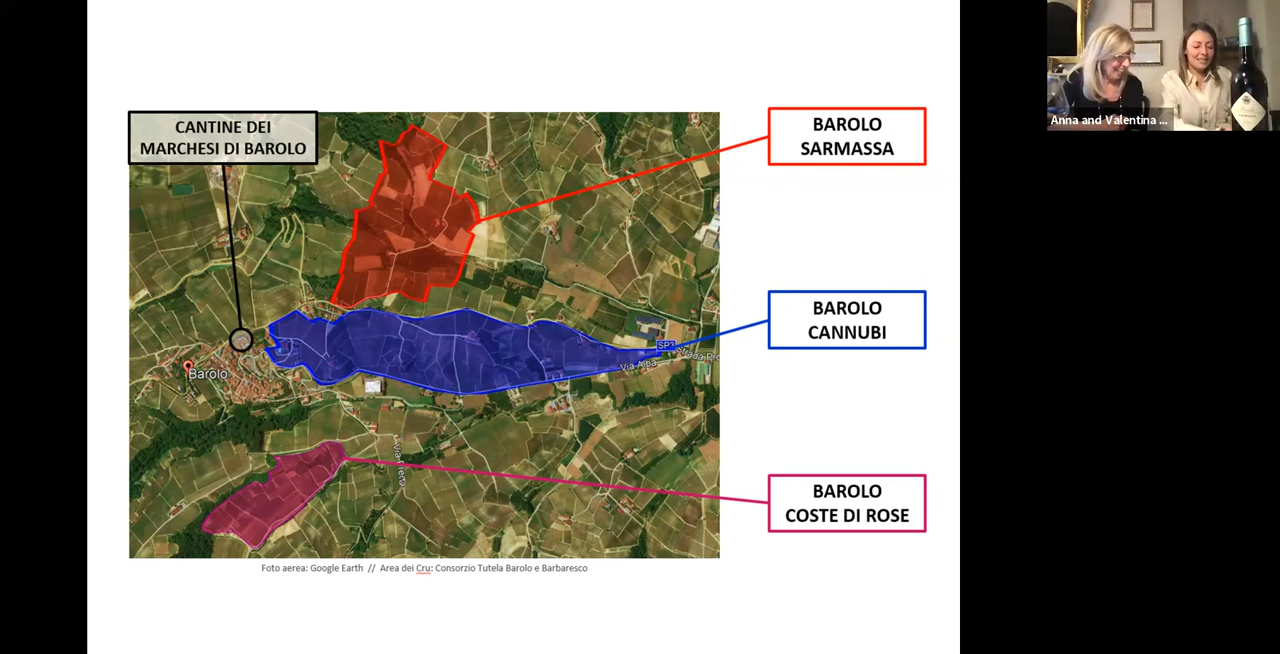 CANTINE DEI
MARCHESI DI BAROLO
BAROLO
SARMASSA
BAROLO
CANNUBI
BAROLO
COSTE DI ROSE
Barolo
SP3
Via Alba
Foto aerea: Google Earth // Area dei Cru: Consorzio Tutela Barolo e Barbaresco
Anna and Valentina ...